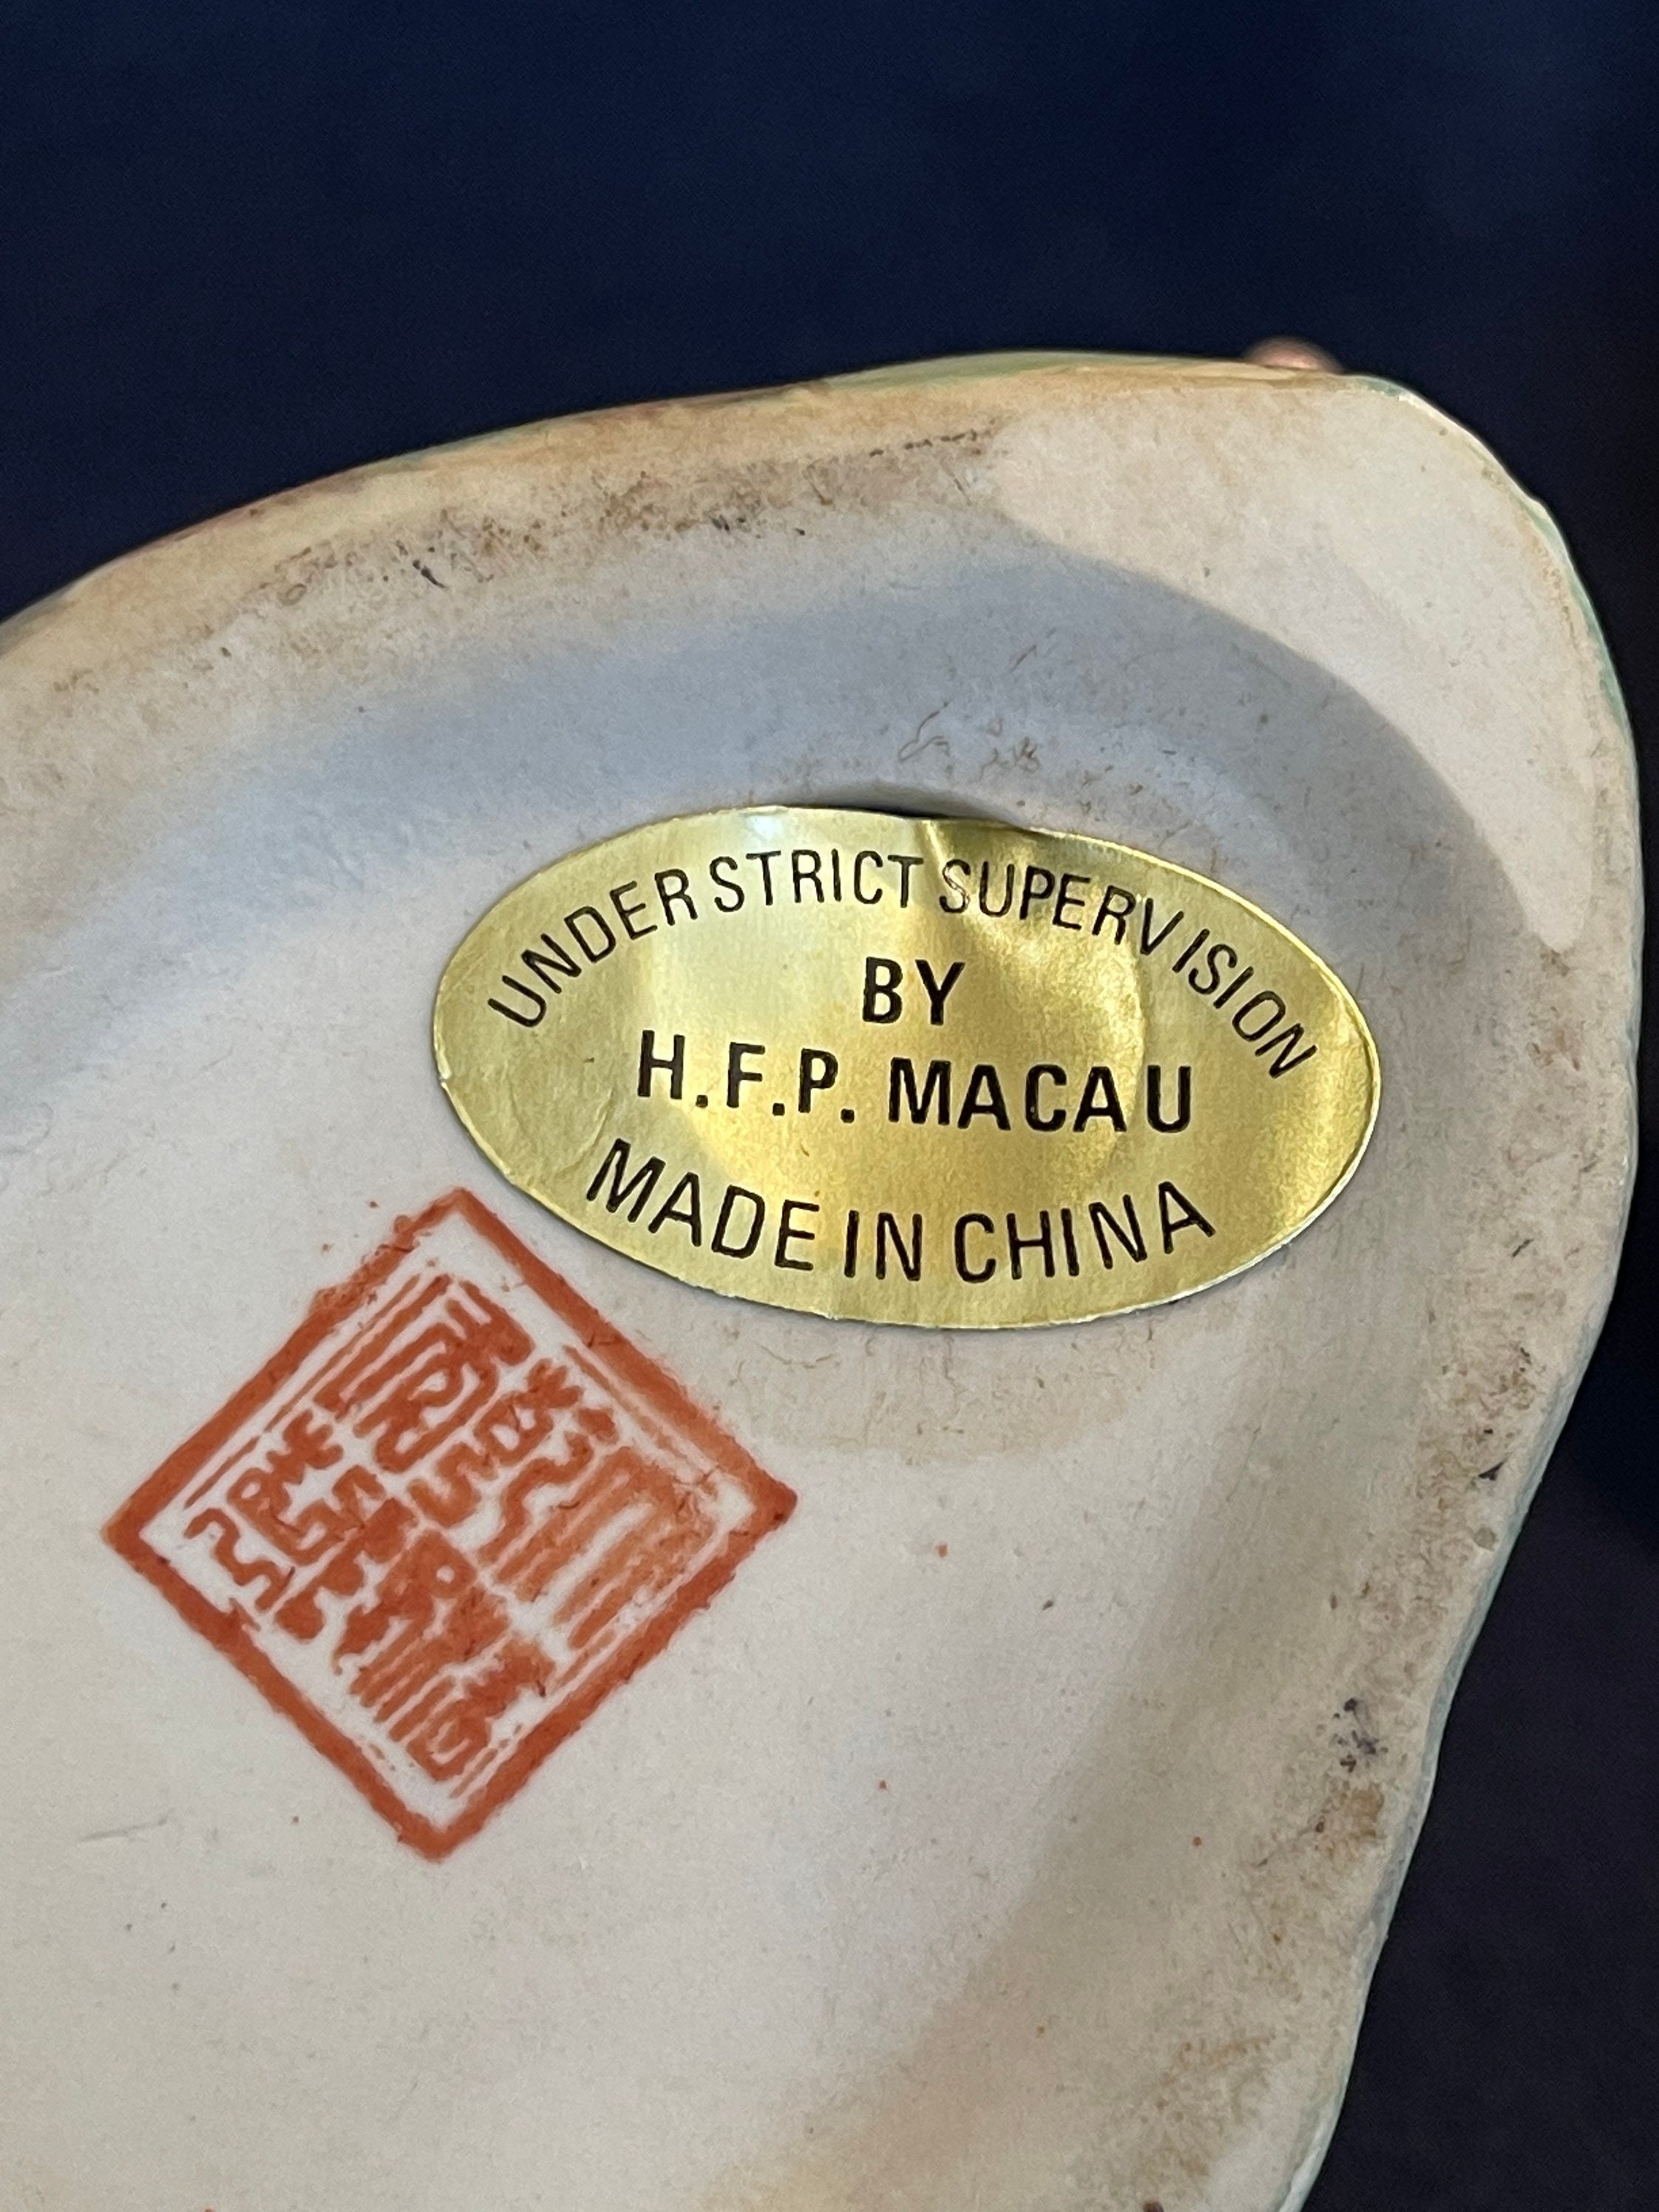 UNDER STRICT SUPERVISION
BY
H.F.P. MACAU
MADE IN CHINA